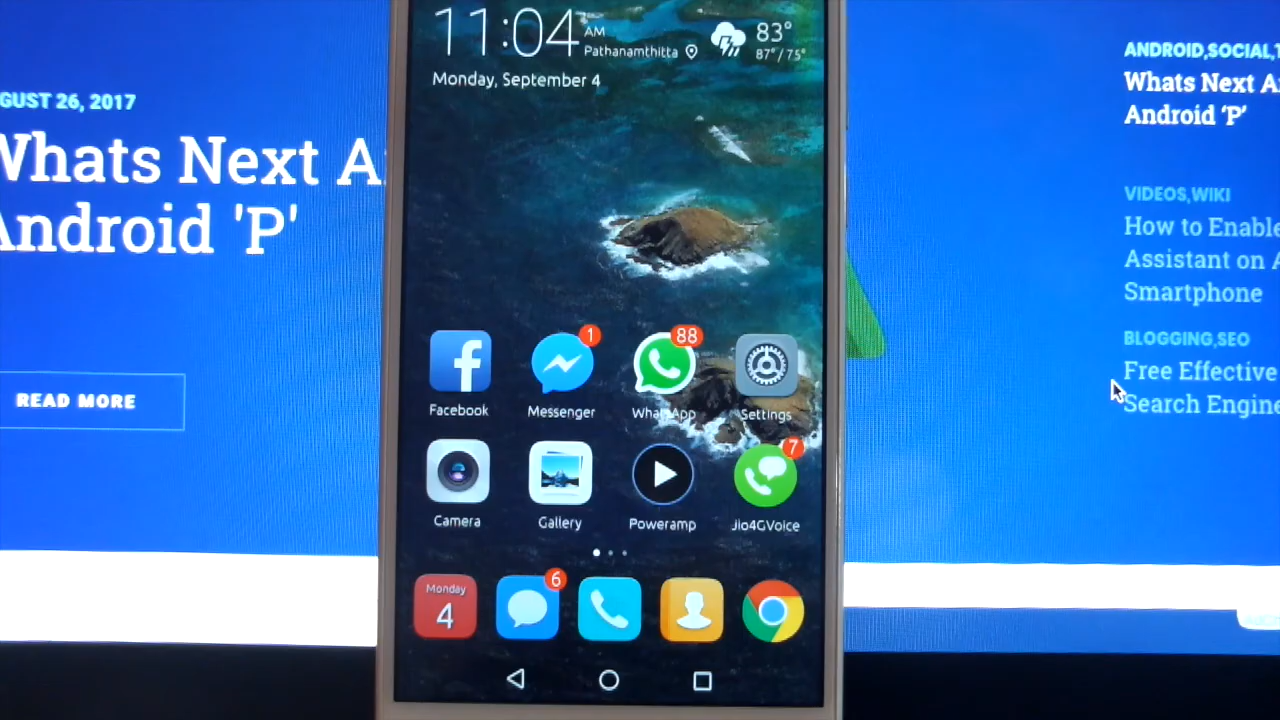 GUST 26, 2017
Whats Next A
Android 'P'
READ MORE
11:04 AM
Pathanamthitta
83°
87°/75°
Monday, September 4
1
88
Facebook
Messenger
WhatsApp
Settings
7
Camera
Gallery
Poweramp
Jio4GVoice
Monday
4
6
ANDROID,SOCIAL,T
Whats Next A
Android 'P'
VIDEOS,WIKI
How to Enable
Assistant on A
Smartphone
BLOGGING,SEO
Free Effective
Search Engine